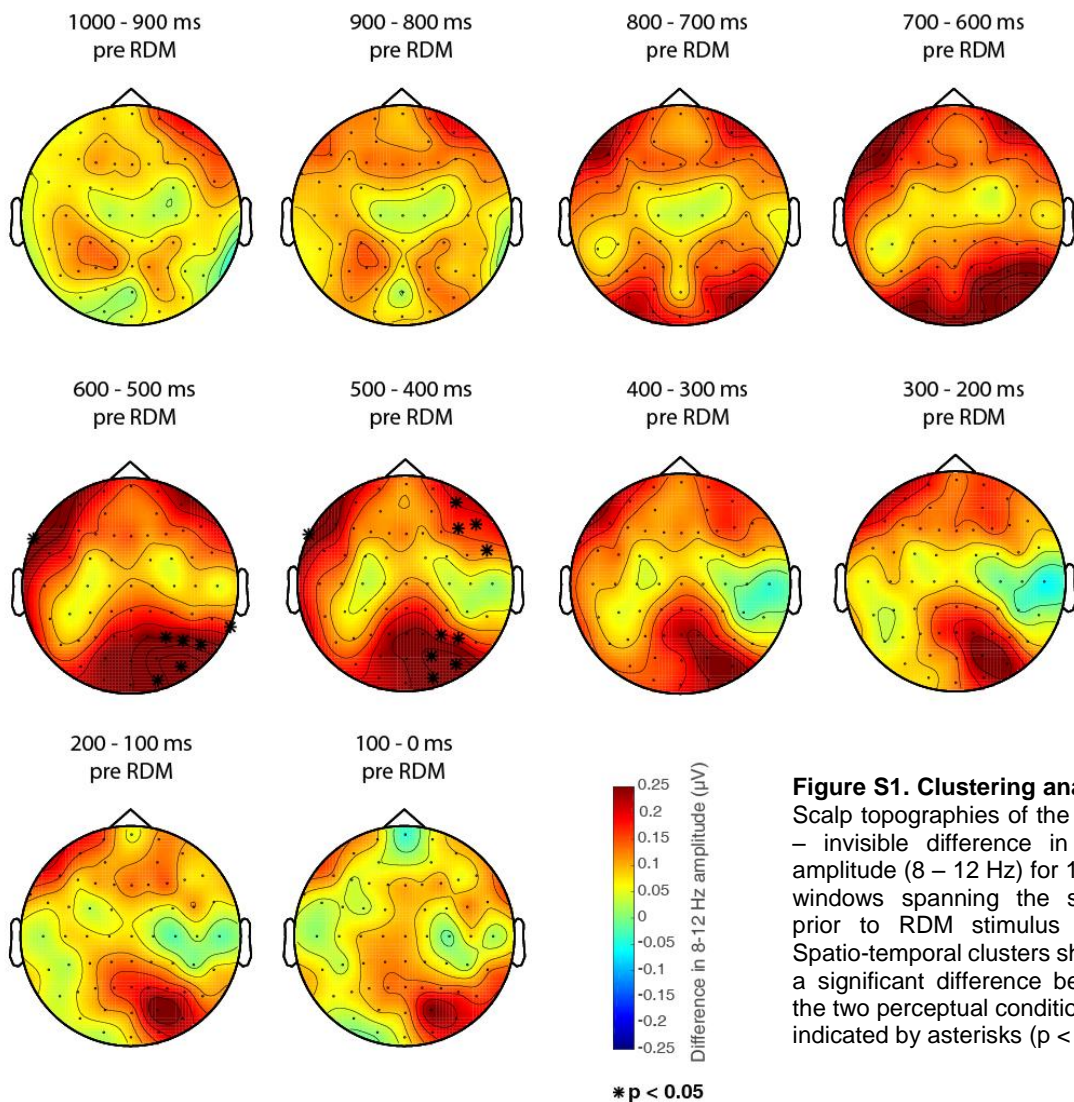 1000 - 900 ms
pre RDM
900 - 800 ms
pre RDM
800 - 700 ms
pre RDM
700 - 600 ms
pre RDM
600 - 500 ms
pre RDM
500 - 400 ms
pre RDM
400 - 300 ms
pre RDM
300 - 200 ms
pre RDM
200 - 100 ms
pre RDM
100 - 0 ms
pre RDM
0.25
0.2
0.15
0.1
0.05
0
-0.05
-0.1
-0.15
-0.2
-0.25
Difference in 8-12 Hz amplitude (µV)
* p < 0.05
Figure S1. Clustering ana
Scalp topographies of the
– invisible difference in
amplitude (8 – 12 Hz) for 1
windows spanning the s
prior to RDM stimulus
Spatio-temporal clusters sh
a significant difference be
the two perceptual conditio
indicated by asterisks (p <